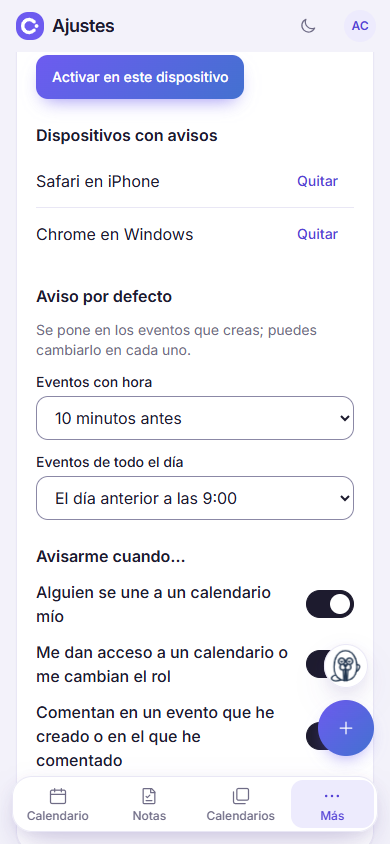 Ajustes
AC
Activar en este dispositivo
Dispositivos con avisos
Safari en iPhone
Quitar
Chrome en Windows
Quitar
Aviso por defecto
Se pone en los eventos que creas; puedes
cambiarlo en cada uno.
Eventos con hora
10 minutos antes
Eventos de todo el día
El día anterior a las 9:00
Avisarme cuando...
Alguien se une a un calendario
mío
Me dan acceso a un calendario o
me cambian el rol
Comentan en un evento que he
creado o en el que he
comentado
Calendario
Notas
Calendarios
Más